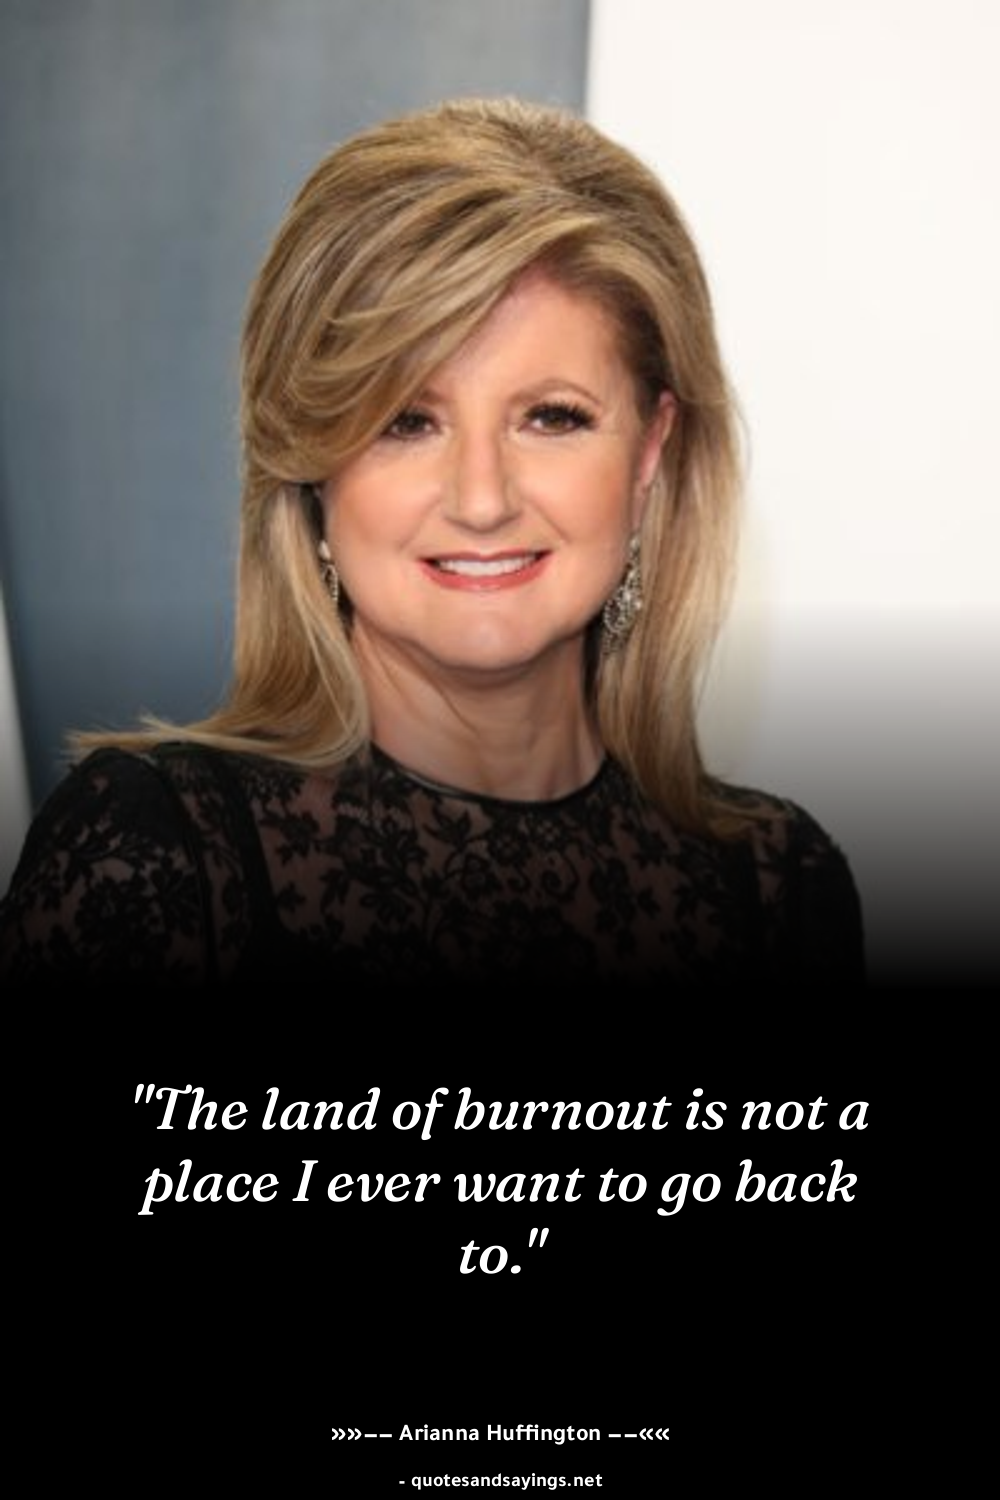 "The land of burnout is not a
place I ever want to go back
to."
»»−− Arianna Huffington −−««
- quotesandsayings.net